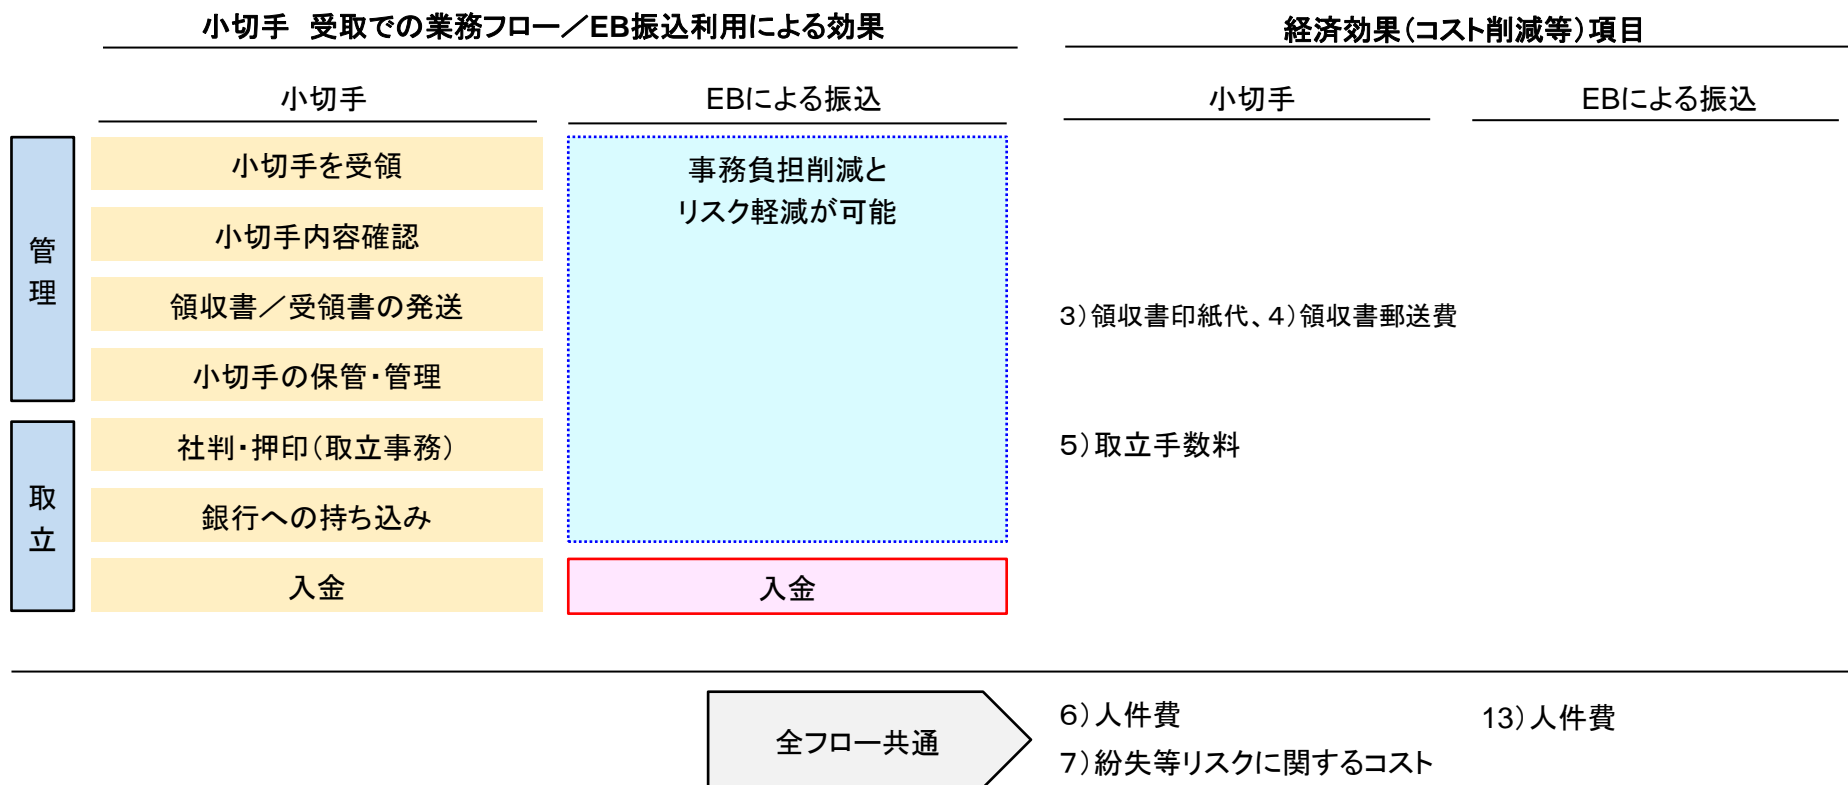 小切手 受取での業務フロー／EB振込利用による効果
経済効果（コスト削減等）項目
小切手
EBによる振込
小切手
EBによる振込
管理
小切手を受領
小切手内容確認
領収書／受領書の発送
小切手の保管・管理
事務負担削減と
リスク軽減が可能
3）領収書印紙代、4）領収書郵送費
取立
社判・押印（取立事務）
銀行への持ち込み
入金
入金
5）取立手数料
全フロー共通
6）人件費
7）紛失等リスクに関するコスト
13）人件費